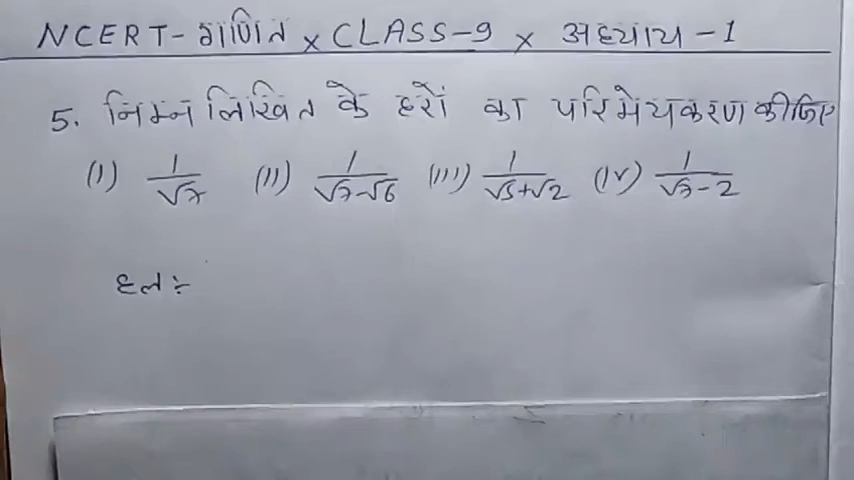 NCERT- गणित × CLASS-9 × अध्याय -1
5. निम्नलिखित के हरों का परिमेयकरण कीजिए
(i) 1/√7 (ii) 1/√7-√6 (iii) 1/√5+√2 (iv) 1/√7-2
हल ÷